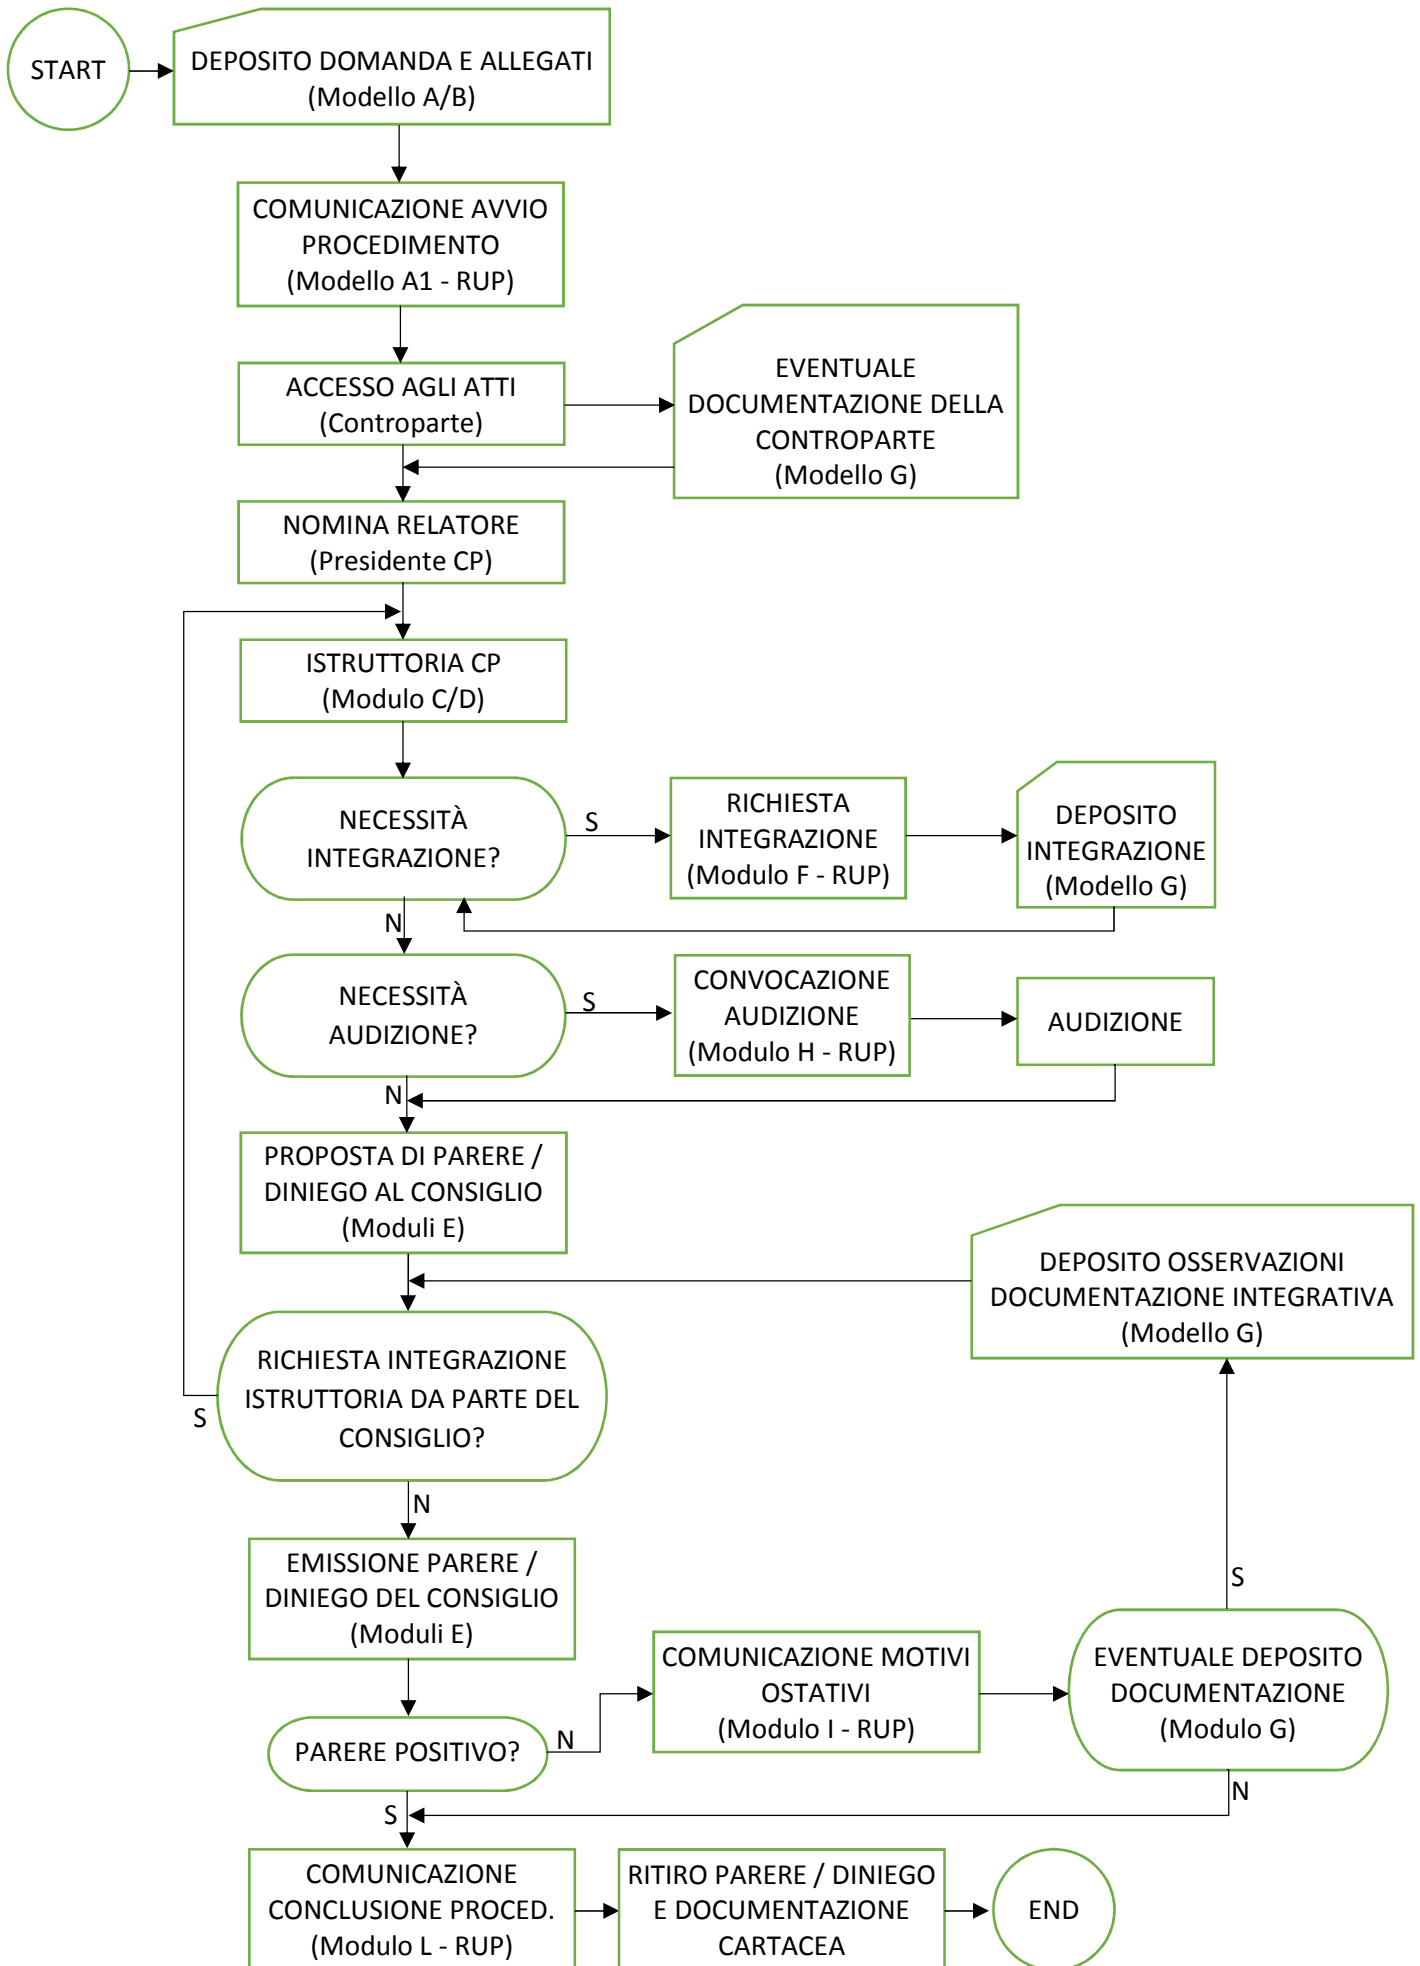 START
DEPOSITO DOMANDA E ALLEGATI
(Modello A/B)
COMUNICAZIONE AVVIO
PROCEDIMENTO
(Modello A1 - RUP)
ACCESSO AGLI ATTI
(Controparte)
EVENTUALE
DOCUMENTAZIONE DELLA
CONTROPARTE
(Modello G)
NOMINA RELATORE
(Presidente CP)
ISTRUTTORIA CP
(Modulo C/D)
NECESSITÀ
INTEGRAZIONE?
S
RICHIESTA
INTEGRAZIONE
(Modulo F - RUP)
DEPOSITO
INTEGRAZIONE
(Modello G)
N
NECESSITÀ
AUDIZIONE?
S
CONVOCAZIONE
AUDIZIONE
(Modulo H - RUP)
AUDIZIONE
N
PROPOSTA DI PARERE /
DINIEGO AL CONSIGLIO
(Moduli E)
DEPOSITO OSSERVAZIONI
DOCUMENTAZIONE INTEGRATIVA
(Modello G)
RICHIESTA INTEGRAZIONE
ISTRUTTORIA DA PARTE DEL
CONSIGLIO?
S
N
EMISSIONE PARERE /
DINIEGO DEL CONSIGLIO
(Moduli E)
S
COMUNICAZIONE MOTIVI
OSTATIVI
(Modulo I - RUP)
EVENTUALE DEPOSITO
DOCUMENTAZIONE
(Modulo G)
PARERE POSITIVO?
N
N
S
COMUNICAZIONE
CONCLUSIONE PROCED.
(Modulo L - RUP)
RITIRO PARERE / DINIEGO
E DOCUMENTAZIONE
CARTACEA
END